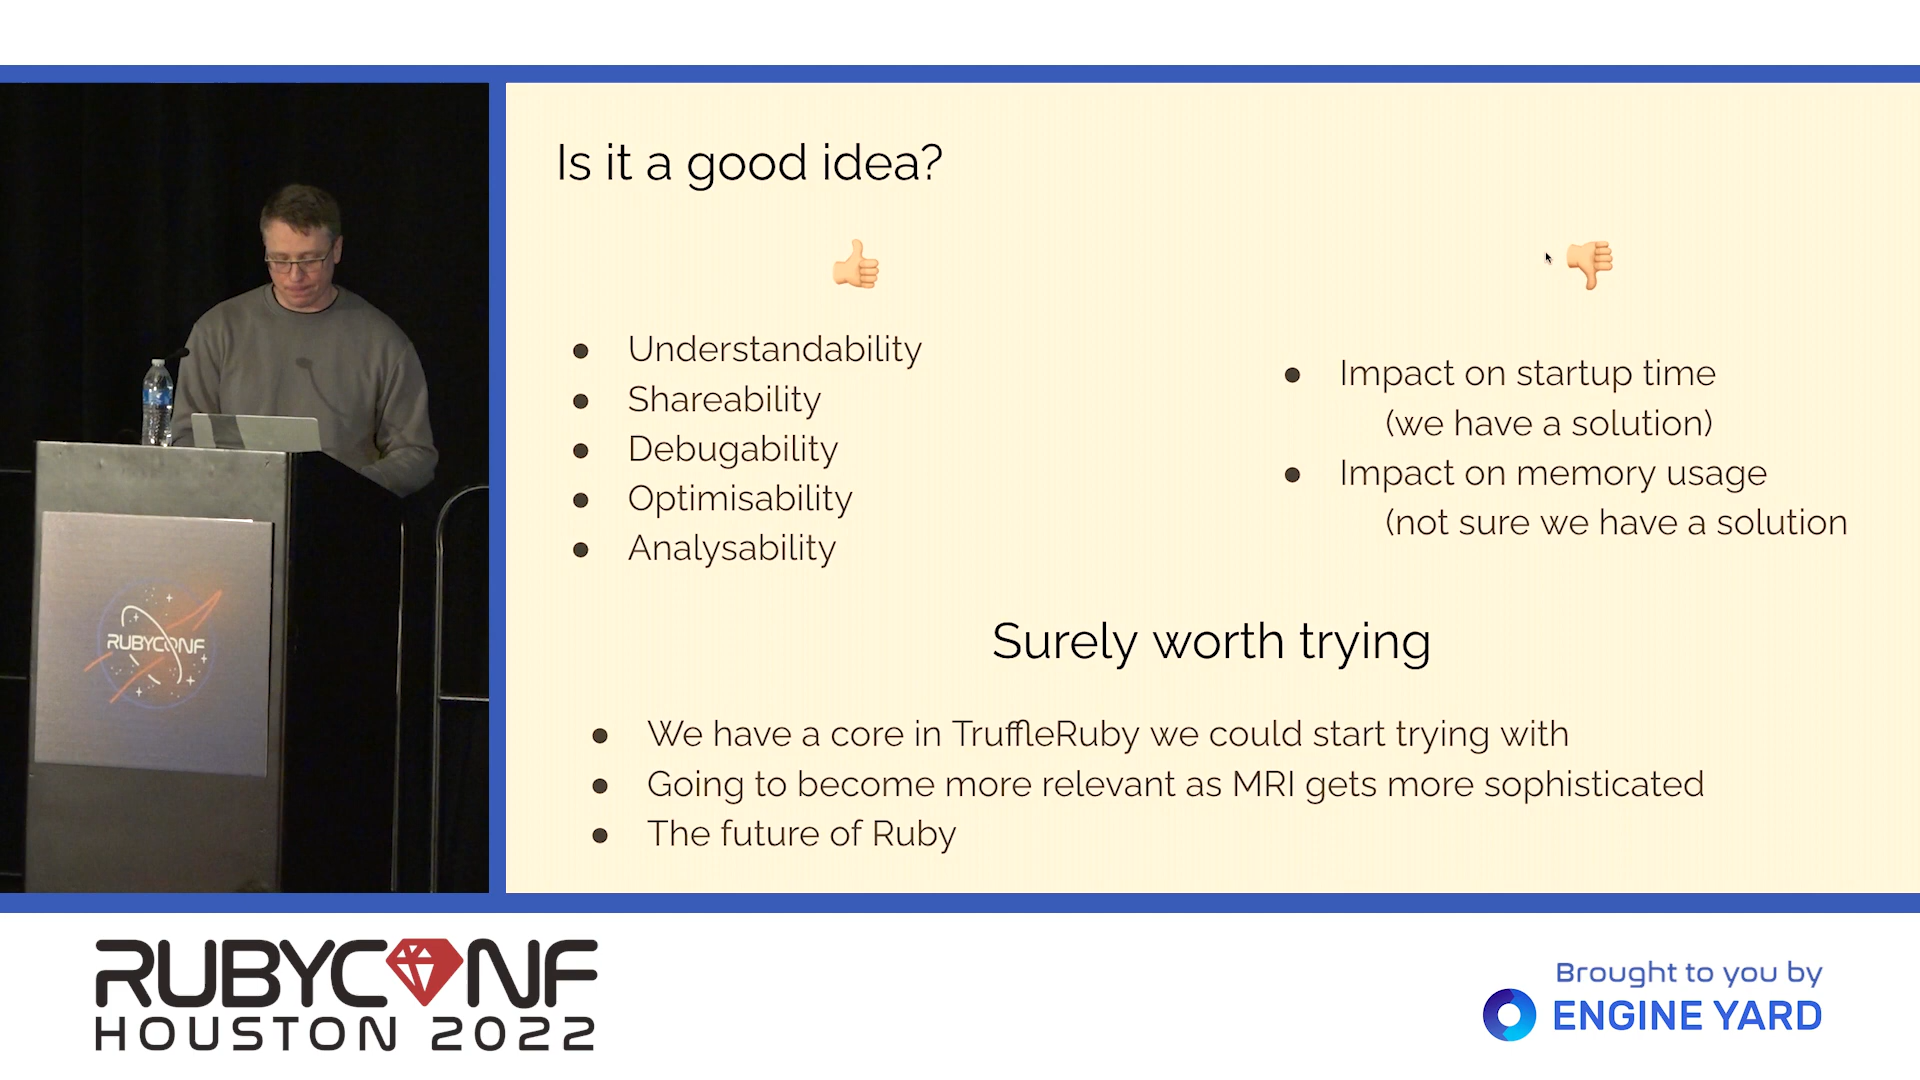 Is it a good idea?
● Understandability
● Shareability
● Debugability
● Optimisability
● Analysability
● Impact on startup time
(we have a solution)
● Impact on memory usage
(not sure we have a solution
Surely worth trying
● We have a core in TruffleRuby we could start trying with
● Going to become more relevant as MRI gets more sophisticated
● The future of Ruby
RUBYCONF
RUBYCONF
HOUSTON 2022
Brought to you by
ENGINE YARD